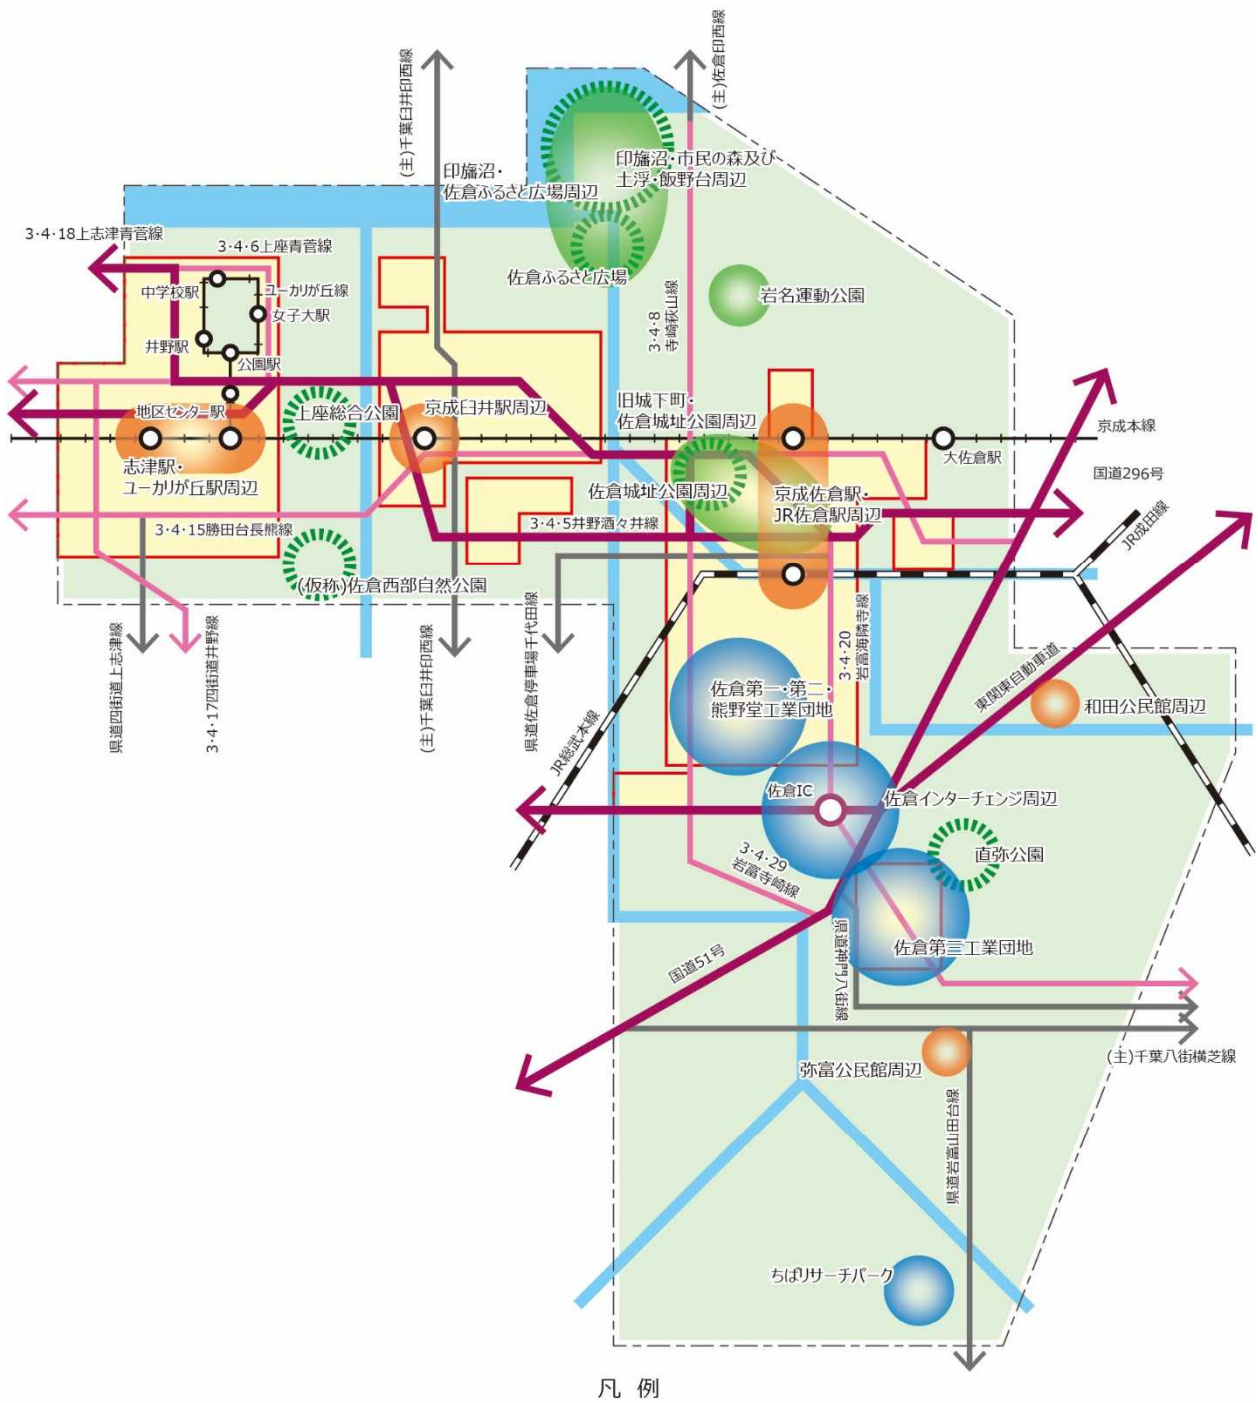 (主)千葉臼井印西線
(主)佐倉印西線
印旛沼・
佐倉ふるさと広場周辺
印旛沼・市民の森及び
土浮・飯野台周辺
3・4・18上志津青菅線
3・4・6上座青菅線
佐倉ふるさと広場
岩名運動公園
中学校駅
ユーカリが丘線
女子大駅
井野駅
公園駅
3・4・8
寺崎萩山線
地区センター駅
上座総合公園
京成臼井駅周辺
旧城下町・
佐倉城址公園周辺
京成本線
大佐倉駅
志津駅・
ユーカリが丘駅周辺
佐倉城址公園周辺
京成佐倉駅・
JR佐倉駅周辺
国道296号
3・4・15勝田台長熊線
3・4・5井野酒々井線
JR成田線
(仮称)佐倉西部自然公園
県道四街道上志津線
3・4・17四街道井野線
(主)千葉臼井印西線
県道佐倉停車場千代田線
3・4・20
岩富海隣寺線
東関東自動車道
佐倉第一・第二・
熊野堂工業団地
和田公民館周辺
JR総武本線
佐倉IC
佐倉インターチェンジ周辺
3・4・29
岩富寺崎線
直弥公園
佐倉第三工業団地
国道51号
県道神門八街線
(主)千葉八街横芝線
弥富公民館周辺
県道岩富山田台線
ちばリサーチパーク
凡 例